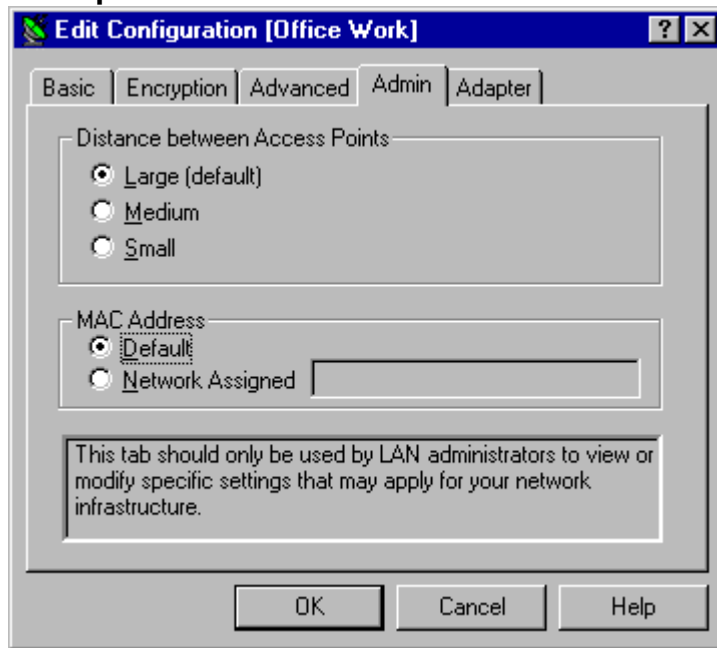 Edit Configuration [Office Work]
Basic Encryption Advanced Admin Adapter
Distance between Access Points
Large (default)
Medium
Small
MAC Address
Default
Network Assigned
This tab should only be used by LAN administrators to view or
modify specific settings that may apply for your network
infrastructure.
OK Cancel Help